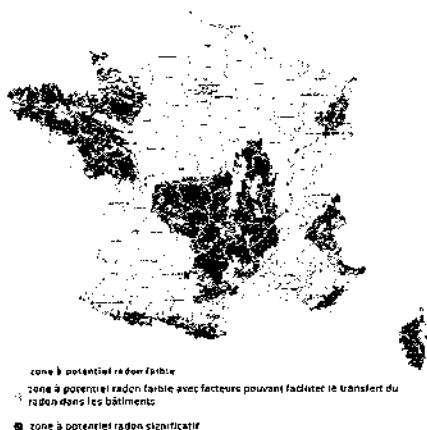 zone à potentiel radon faible
zone à potentiel radon faible avec facteurs pouvant faciliter le transfert du
radon dans les bâtiments
zone à potentiel radon significatif